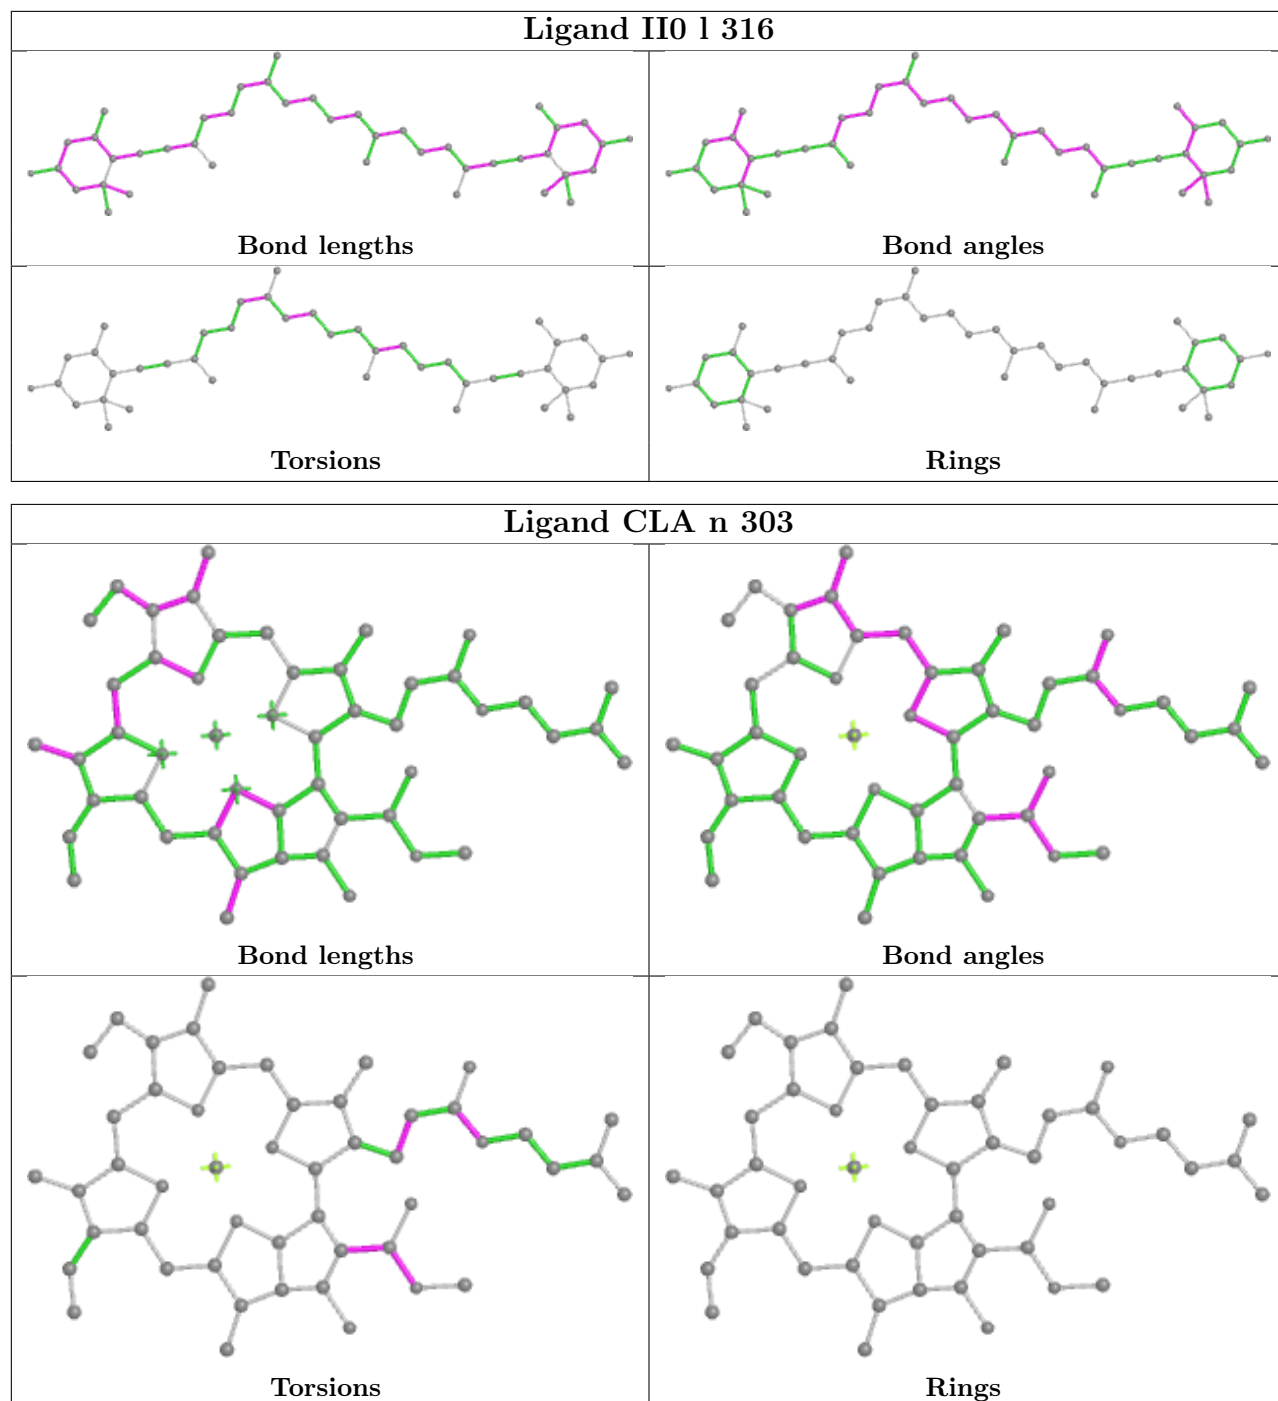 Ligand II0 l 316
Bond lengths
Bond angles
Torsions
Rings
Ligand CLA n 303
Bond lengths
Bond angles
Torsions
Rings